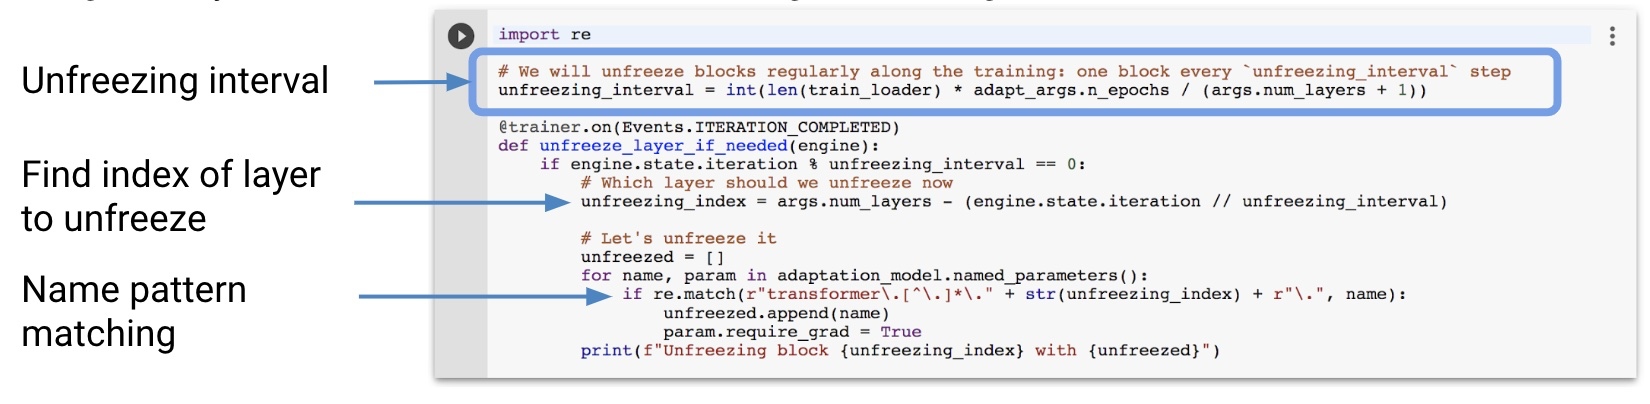 import re
Unfreezing interval
# We will unfreeze blocks regularly along the training: one block every `unfreezing_interval` step
unfreezing_interval = int(len(train_loader) * adapt_args.n_epochs / (args.num_layers + 1))
@trainer.on(Events.ITERATION_COMPLETED)
def unfreeze_layer_if_needed(engine):
    if engine.state.iteration % unfreezing_interval == 0:
Find index of layer
to unfreeze
        # Which layer should we unfreeze now
        unfreezing_index = args.num_layers - (engine.state.iteration // unfreezing_interval)
        # Let's unfreeze it
        unfreezed = []
        for name, param in adaptation_model.named_parameters():
Name pattern
matching
            if re.match(r"transformer\.[^\.]*\." + str(unfreezing_index) + r"\.", name):
                unfreezed.append(name)
                param.require_grad = True
        print(f"Unfreezing block {unfreezing_index} with {unfreezed}")